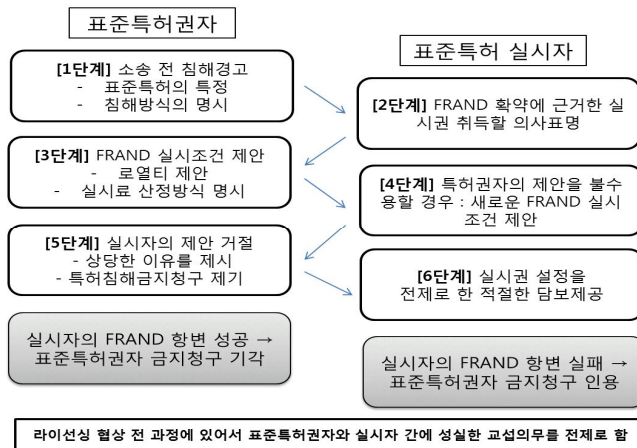 표준특허권자
표준특허 실시자
[1단계] 소송 전 침해경고
- 표준특허의 특정
- 침해방식의 명시
[2단계] FRAND 확약에 근거한 실
시권 취득할 의사표명
[3단계] FRAND 실시조건 제안
- 로열티 제안
- 실시료 산정방식 명시
[4단계] 특허권자의 제안을 불수
용할 경우 : 새로운 FRAND 실시
조건 제안
[5단계] 실시자의 제안 거절
- 상당한 이유를 제시
- 특허침해금지청구 제기
[6단계] 실시권 설정을
전제로 한 적절한 담보제공
실시자의 FRAND 항변 성공 →
표준특허권자 금지청구 기각
실시자의 FRAND 항변 실패 →
표준특허권자 금지청구 인용
라이선싱 협상 전 과정에 있어서 표준특허권자와 실시자 간에 성실한 교섭의무를 전제로 함